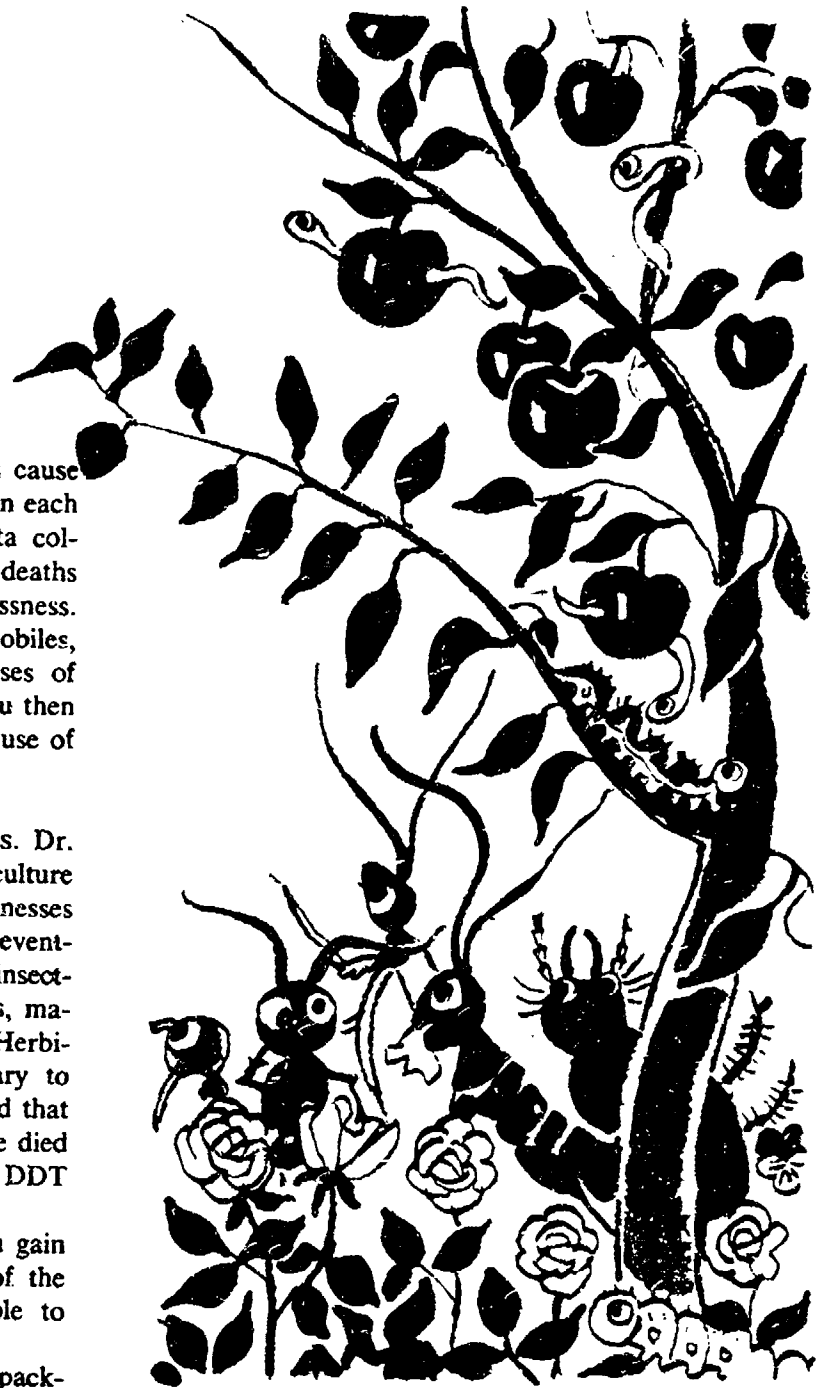 cause
n each
ta col-
deaths
ssness.
obiles,
ses of
u then
use of
s. Dr.
culture
nesses
event-
insect-
s, ma-
Herbi-
ary to
d that
e died
DDT
gain
of the
ole to
pack-